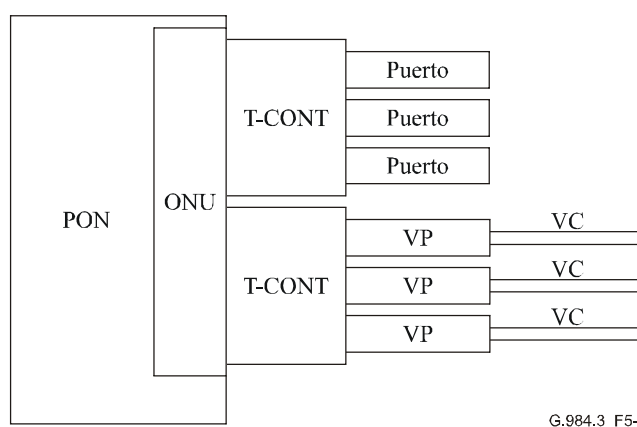 Puerto
T-CONT
Puerto
Puerto
PON
ONU
VP
VC
T-CONT
VP
VC
VP
VC
G.984.3 F5-